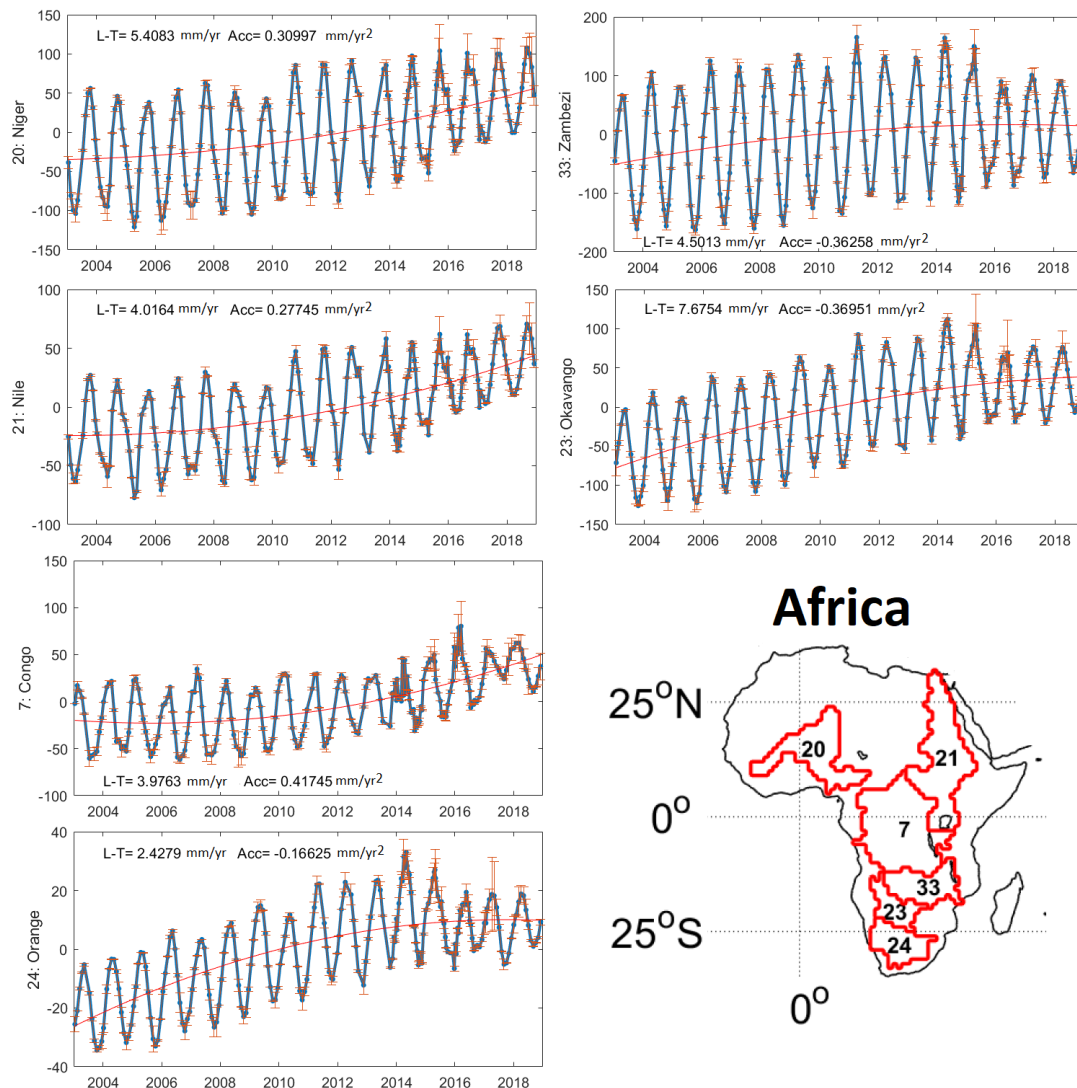 150
100
50
0
-50
-100
-150
20: Niger
L-T= 5.4083 mm/yr Acc= 0.30997 mm/yr2
2004 2006 2008 2010 2012 2014 2016 2018
200
100
0
-100
-200
33: Zambezi
L-T= 4.5013 mm/yr Acc= -0.36258 mm/yr2
2004 2006 2008 2010 2012 2014 2016 2018
100
50
0
-50
-100
21: Nile
L-T= 4.0164 mm/yr Acc= 0.27745 mm/yr2
2004 2006 2008 2010 2012 2014 2016 2018
150
100
50
0
-50
-100
-150
23: Okavango
L-T= 7.6754 mm/yr Acc= -0.36951 mm/yr2
2004 2006 2008 2010 2012 2014 2016 2018
150
100
50
0
-50
-100
7: Congo
L-T= 3.9763 mm/yr Acc= 0.41745 mm/yr2
2004 2006 2008 2010 2012 2014 2016 2018
40
20
0
-20
-40
24: Orange
L-T= 2.4279 mm/yr Acc= -0.16625 mm/yr2
2004 2006 2008 2010 2012 2014 2016 2018
Africa
25°N
0°
25°S
0°
20
21
7
33
23
24